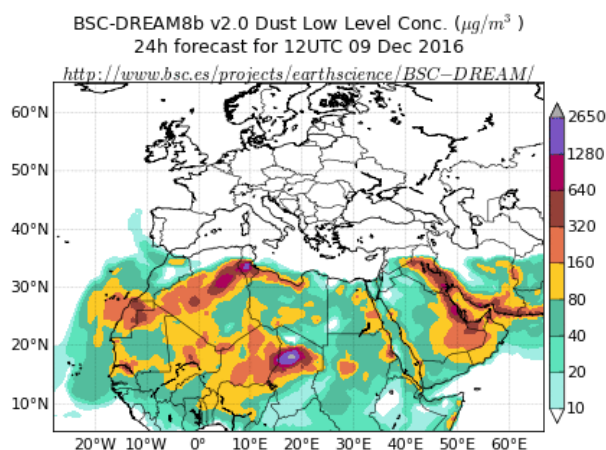 BSC-DREAM8b v2.0 Dust Low Level Conc. (μg/m³ )
24h forecast for 12UTC 09 Dec 2016
http://www.bsc.es/projects/earthscience/BSC−DREAM/
60°N
50°N
40°N
30°N
20°N
10°N
20°W
10°W
0°
10°E
20°E
30°E
40°E
50°E
60°E
2650
1280
640
320
160
80
40
20
10